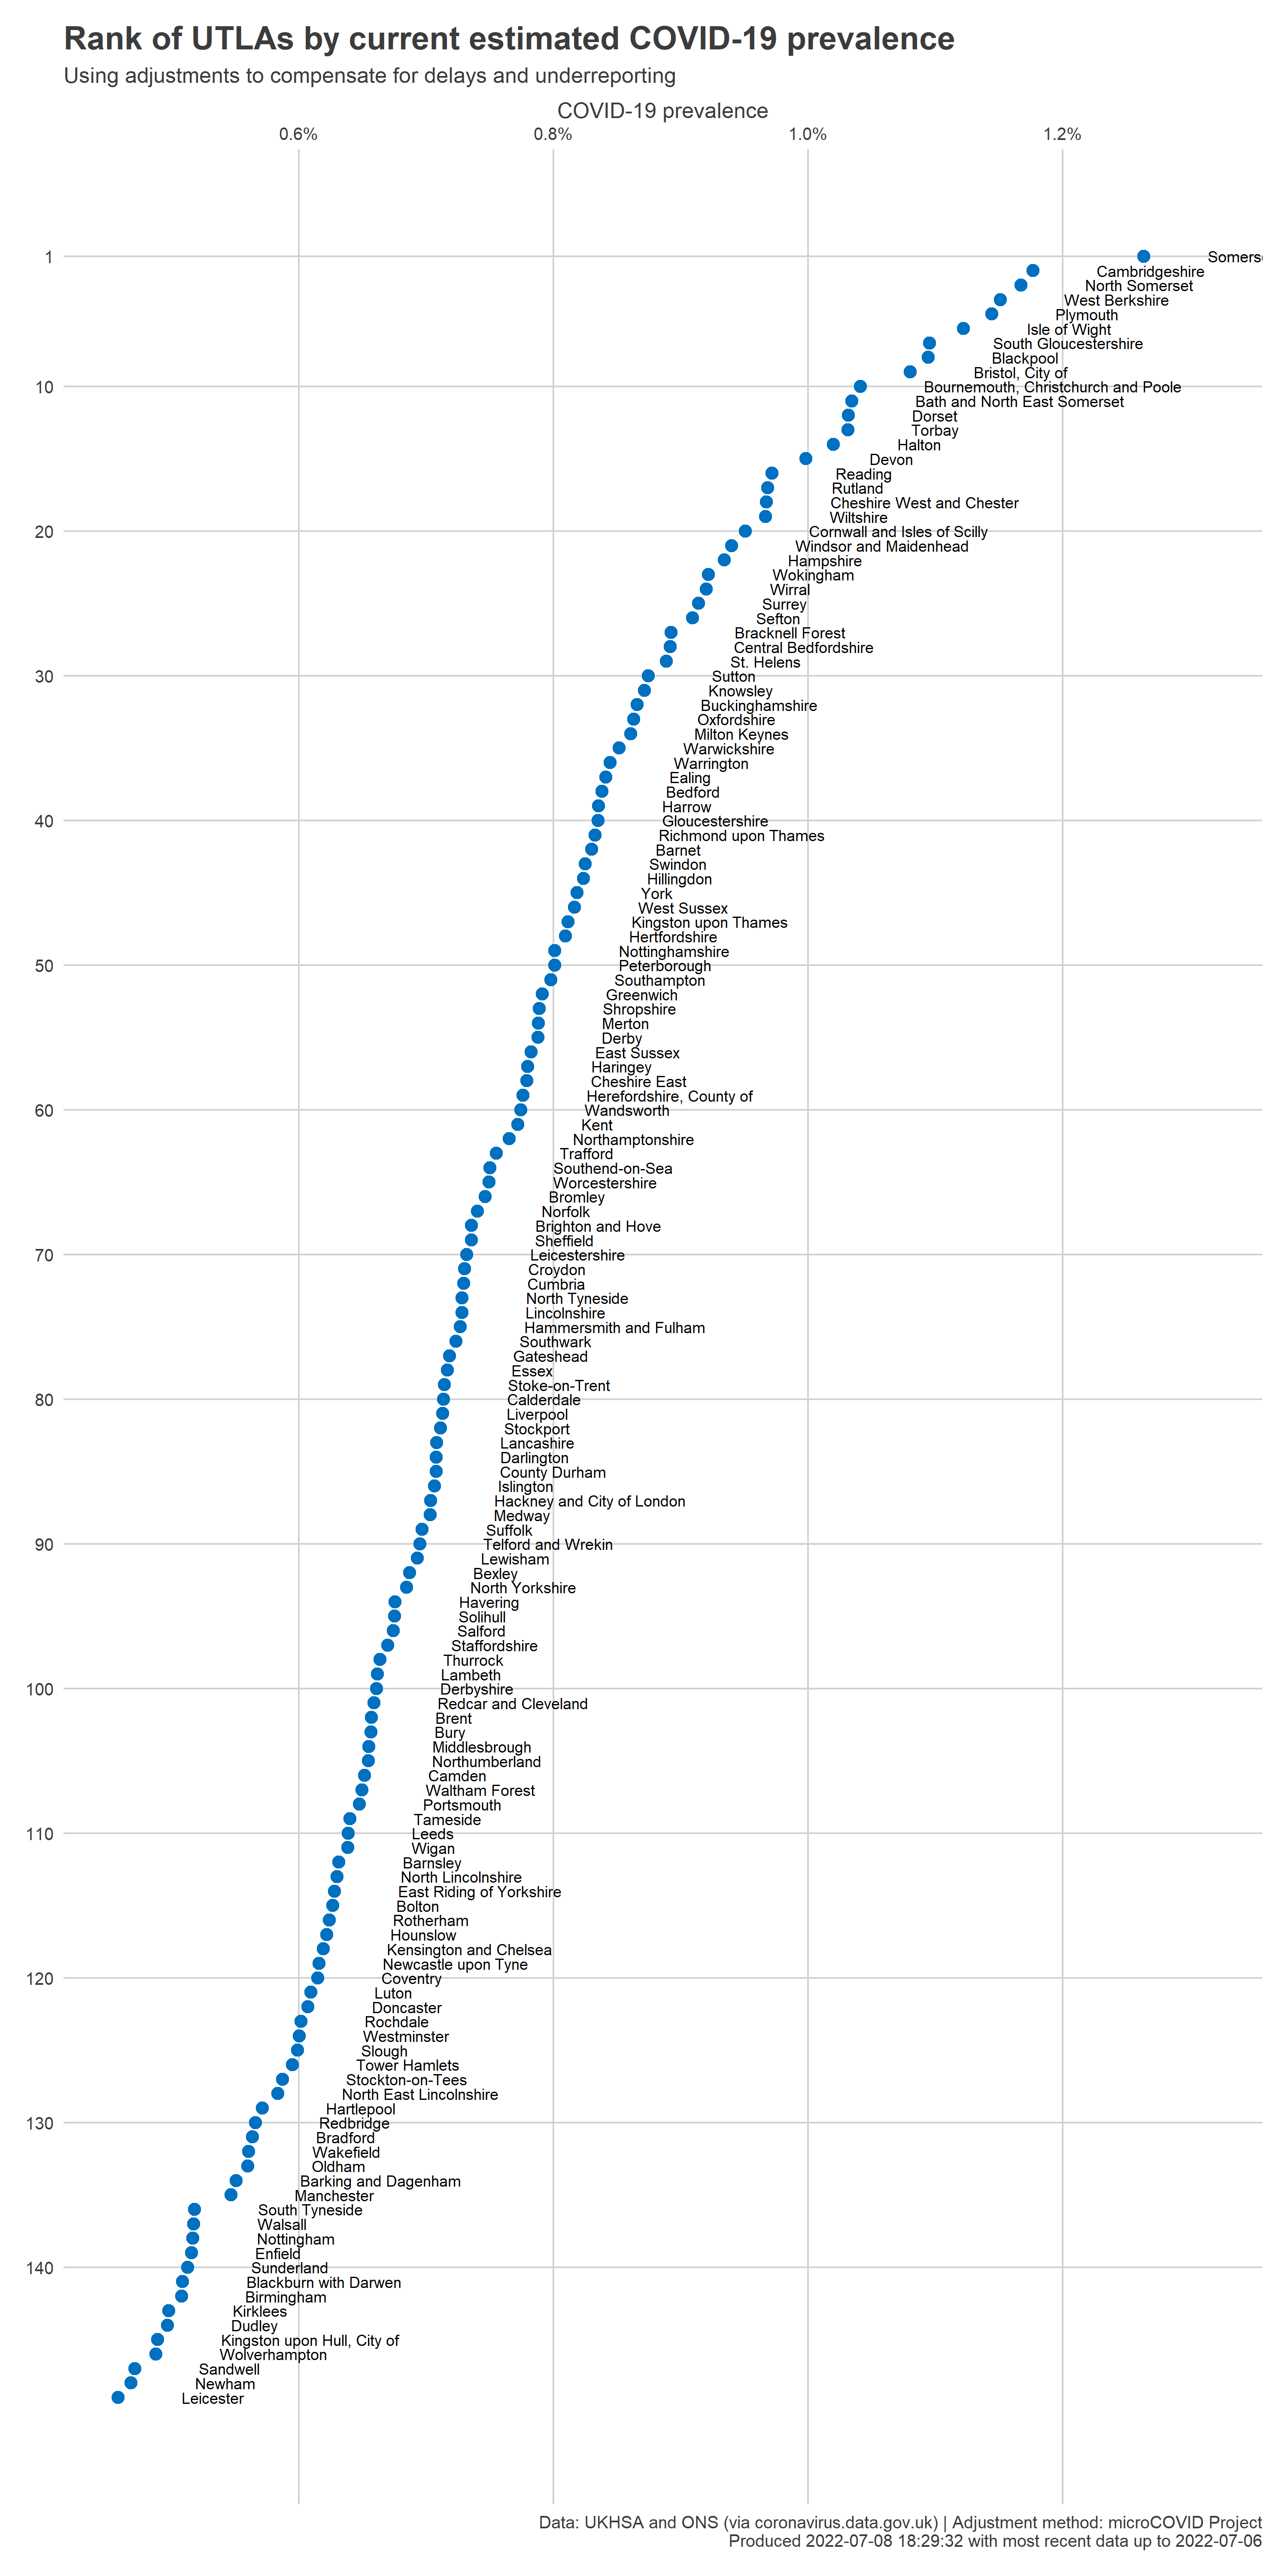 Rank of UTLAs by current estimated COVID-19 prevalence
Using adjustments to compensate for delays and underreporting
COVID-19 prevalence
0.6% 0.8% 1.0% 1.2%
1 Somers
Cambridgeshire
North Somerset
West Berkshire
Plymouth
Isle of Wight
South Gloucestershire
Blackpool
Bristol, City of
10 Bournemouth, Christchurch and Poole
Bath and North East Somerset
Dorset
Torbay
Halton
Devon
Reading
Rutland
Cheshire West and Chester
Wiltshire
20 Cornwall and Isles of Scilly
Windsor and Maidenhead
Hampshire
Wokingham
Wirral
Surrey
Sefton
Bracknell Forest
Central Bedfordshire
St. Helens
30 Sutton
Knowsley
Buckinghamshire
Oxfordshire
Milton Keynes
Warwickshire
Warrington
Ealing
Bedford
Harrow
40 Gloucestershire
Richmond upon Thames
Barnet
Swindon
Hillingdon
York
West Sussex
Kingston upon Thames
Hertfordshire
Nottinghamshire
50 Peterborough
Southampton
Greenwich
Shropshire
Merton
Derby
East Sussex
Haringey
Cheshire East
Herefordshire, County of
60 Wandsworth
Kent
Northamptonshire
Trafford
Southend-on-Sea
Worcestershire
Bromley
Norfolk
Brighton and Hove
Sheffield
70 Leicestershire
Croydon
Cumbria
North Tyneside
Lincolnshire
Hammersmith and Fulham
Southwark
Gateshead
Essex
Stoke-on-Trent
80 Calderdale
Liverpool
Stockport
Lancashire
Darlington
County Durham
Islington
Hackney and City of London
Medway
Suffolk
90 Telford and Wrekin
Lewisham
Bexley
North Yorkshire
Havering
Solihull
Salford
Staffordshire
Thurrock
Lambeth
100 Derbyshire
Redcar and Cleveland
Brent
Bury
Middlesbrough
Northumberland
Camden
Waltham Forest
Portsmouth
Tameside
110 Leeds
Wigan
Barnsley
North Lincolnshire
East Riding of Yorkshire
Bolton
Rotherham
Hounslow
Kensington and Chelsea
Newcastle upon Tyne
120 Coventry
Luton
Doncaster
Rochdale
Westminster
Slough
Tower Hamlets
Stockton-on-Tees
North East Lincolnshire
Hartlepool
130 Redbridge
Bradford
Wakefield
Oldham
Barking and Dagenham
Manchester
South Tyneside
Walsall
Nottingham
Enfield
140 Sunderland
Blackburn with Darwen
Birmingham
Kirklees
Dudley
Kingston upon Hull, City of
Wolverhampton
Sandwell
Newham
Leicester
Data: UKHSA and ONS (via coronavirus.data.gov.uk) | Adjustment method: microCOVID Project
Produced 2022-07-08 18:29:32 with most recent data up to 2022-07-06